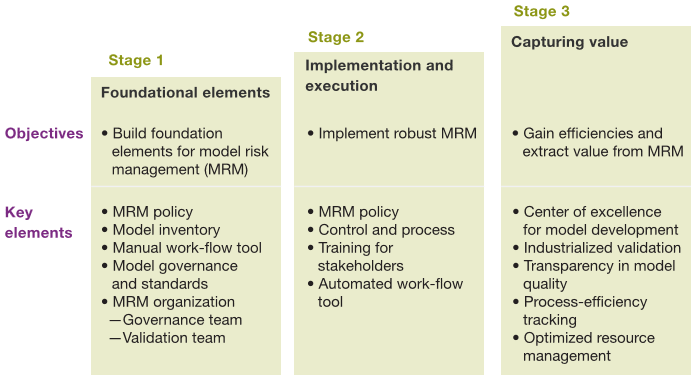 Stage 1
Stage 2
Stage 3
Foundational elements
Implementation and
execution
Capturing value
Objectives
• Build foundation
elements for model risk
management (MRM)
• Implement robust MRM
• Gain efficiencies and
extract value from MRM
Key
elements
• MRM policy
• Model inventory
• Manual work-flow tool
• Model governance
and standards
• MRM organization
—Governance team
—Validation team
• MRM policy
• Control and process
• Training for
stakeholders
• Automated work-flow
tool
• Center of excellence
for model development
• Industrialized validation
• Transparency in model
quality
• Process-efficiency
tracking
• Optimized resource
management